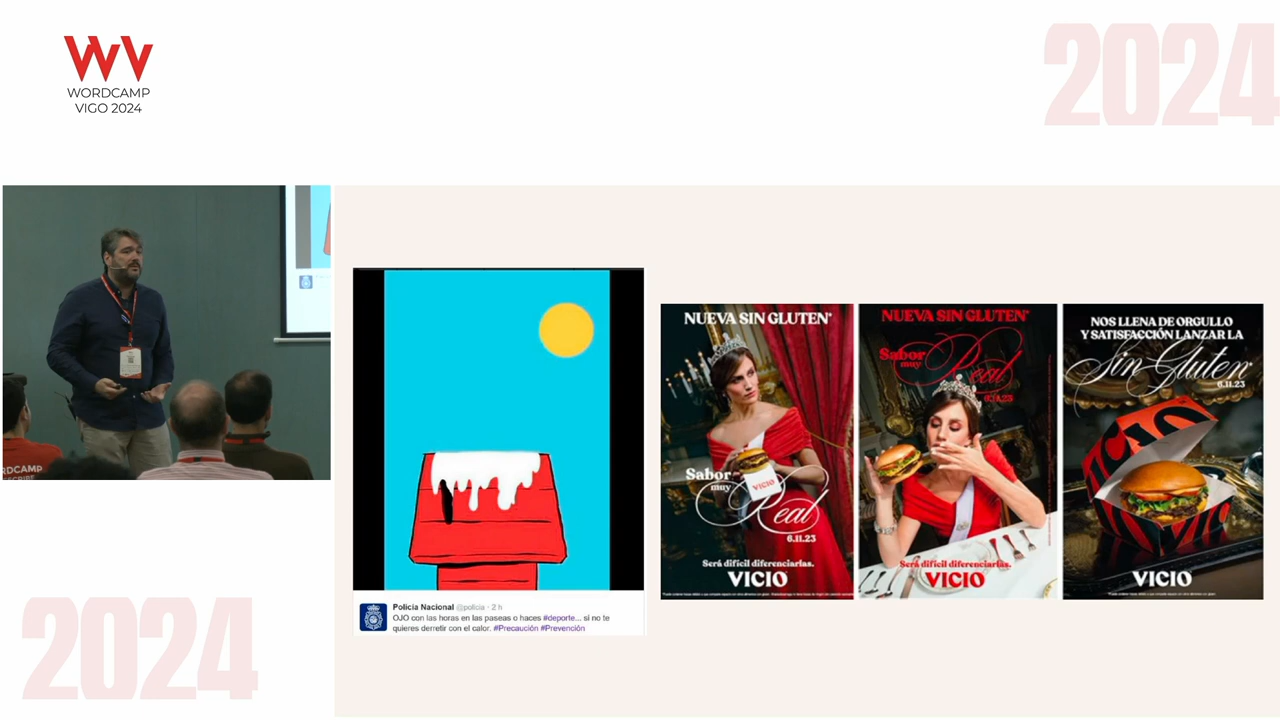 WORDCAMP
VIGO 2024
2024
RDCAMP
Policía Nacional @policia · 2 h
OJO con las horas en las paseas o haces #deporte... si no te
quieres derretir con el calor. #Precaución #Prevención
NUEVA SIN GLUTEN*
VICIO
Sabor
muy
Real
6.11.23
Será difícil diferenciarlas.
VICIO
NUEVA SIN GLUTEN*
Sabor
muy
Real
6.11.23
Será difícil diferenciarlas.
VICIO
NOS LLENA DE ORGULLO
Y SATISFACCIÓN LANZAR LA
Sin Gluten
6.11.23
VICIO
2024